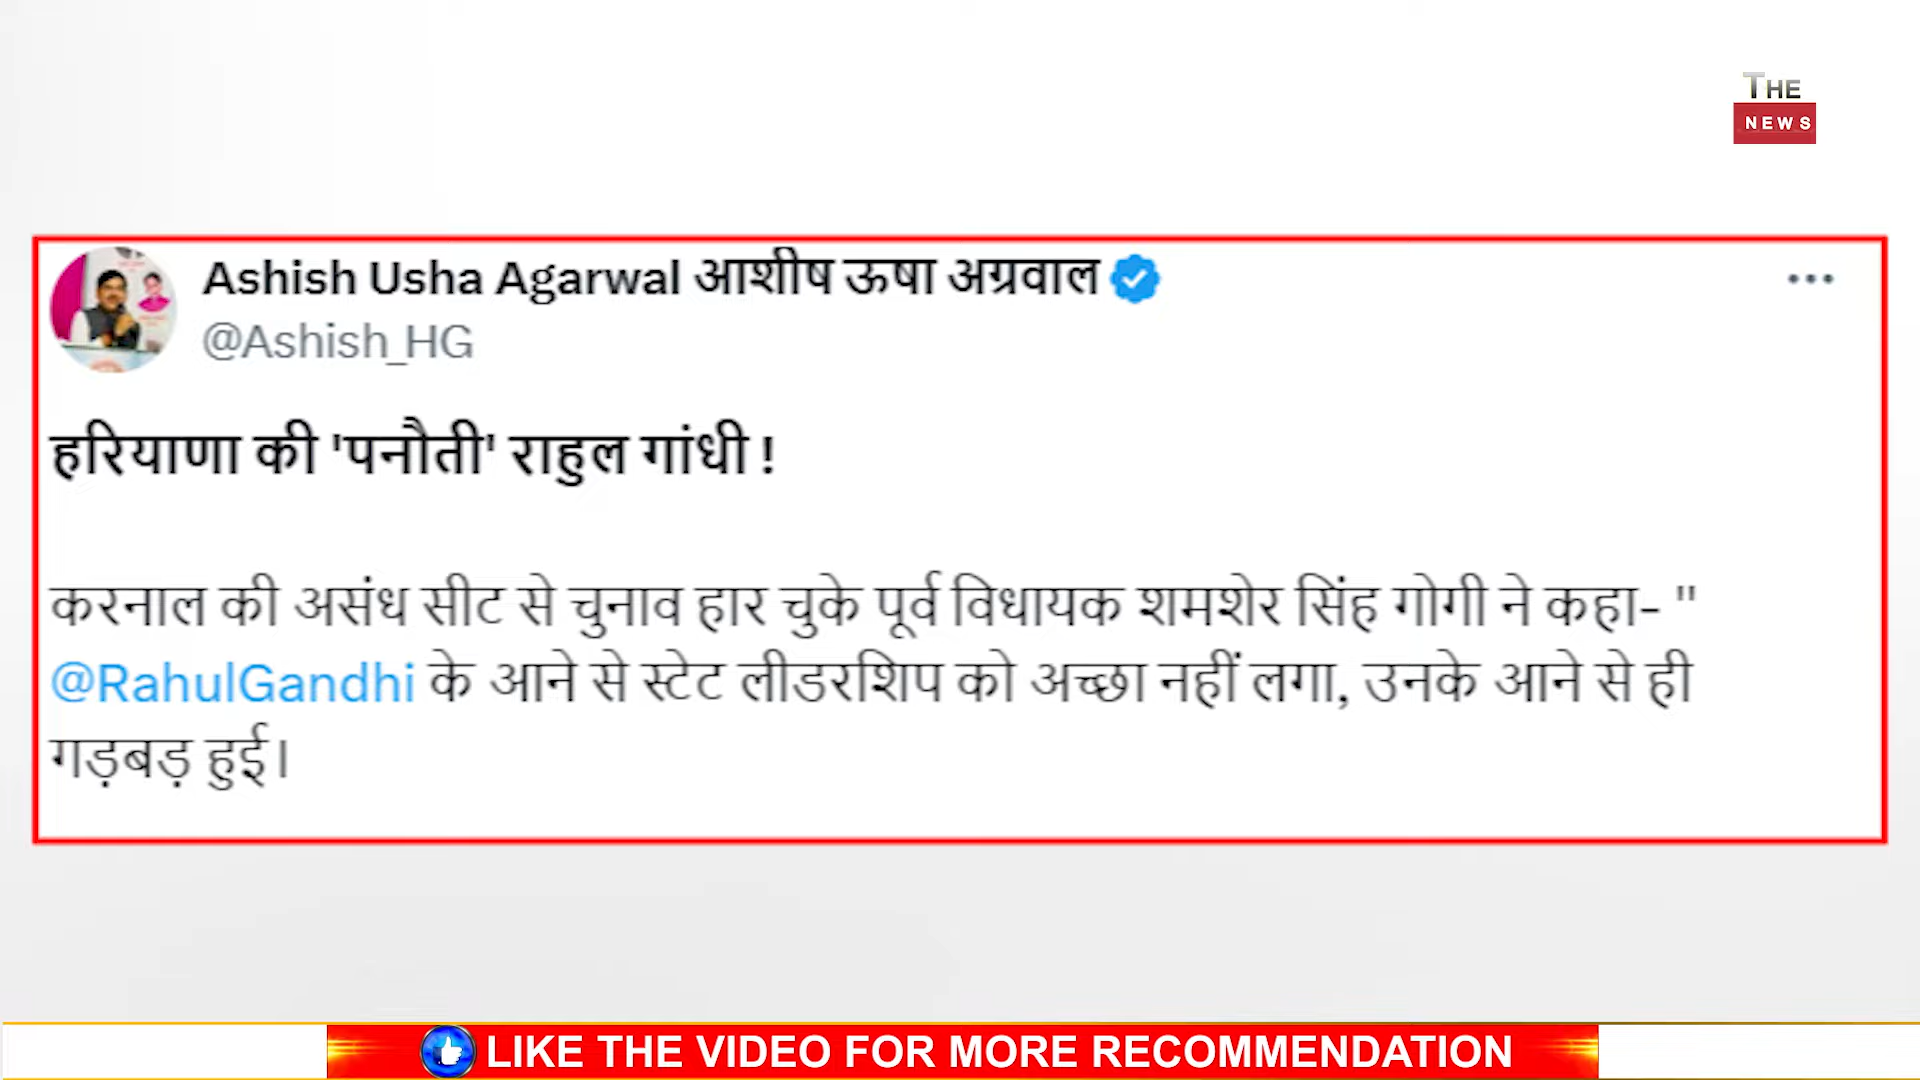 THE
NEWS
Ashish Usha Agarwal आशीष ऊषा अग्रवाल
@Ashish_HG
हरियाणा की 'पनौती' राहुल गांधी !
करनाल की असंध सीट से चुनाव हार चुके पूर्व विधायक शमशेर सिंह गोगी ने कहा- "
@RahulGandhi के आने से स्टेट लीडरशिप को अच्छा नहीं लगा, उनके आने से ही
गड़बड़ हुई।
LIKE THE VIDEO FOR MORE RECOMMENDATION